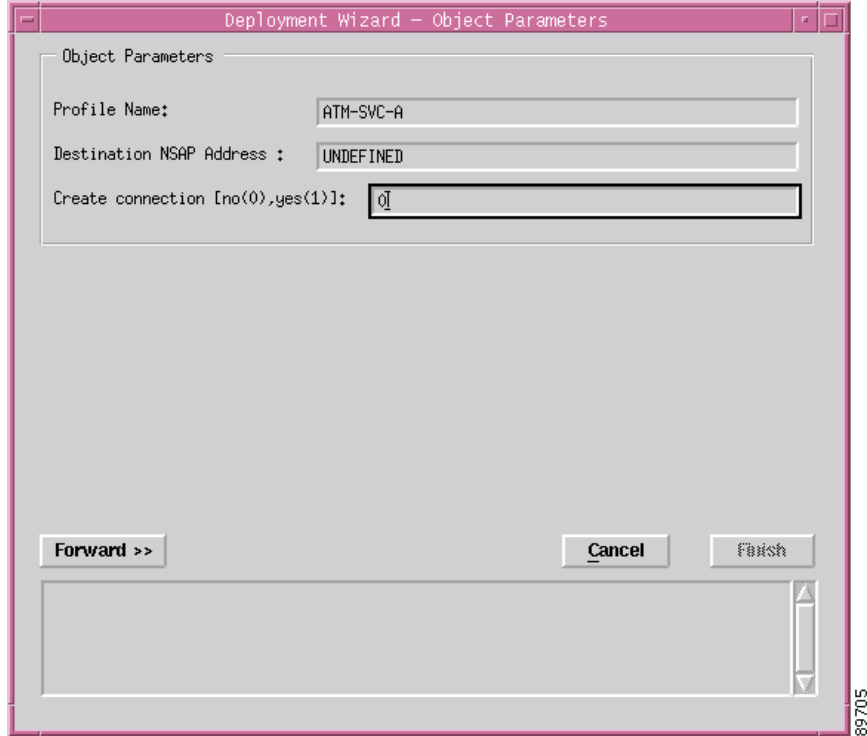 Deployment Wizard – Object Parameters
Object Parameters
Profile Name: ATM-SVC-A
Destination NSAP Address : UNDEFINED
Create connection [no(0),yes(1)]: 0
Forward >> Cancel Finish
89705